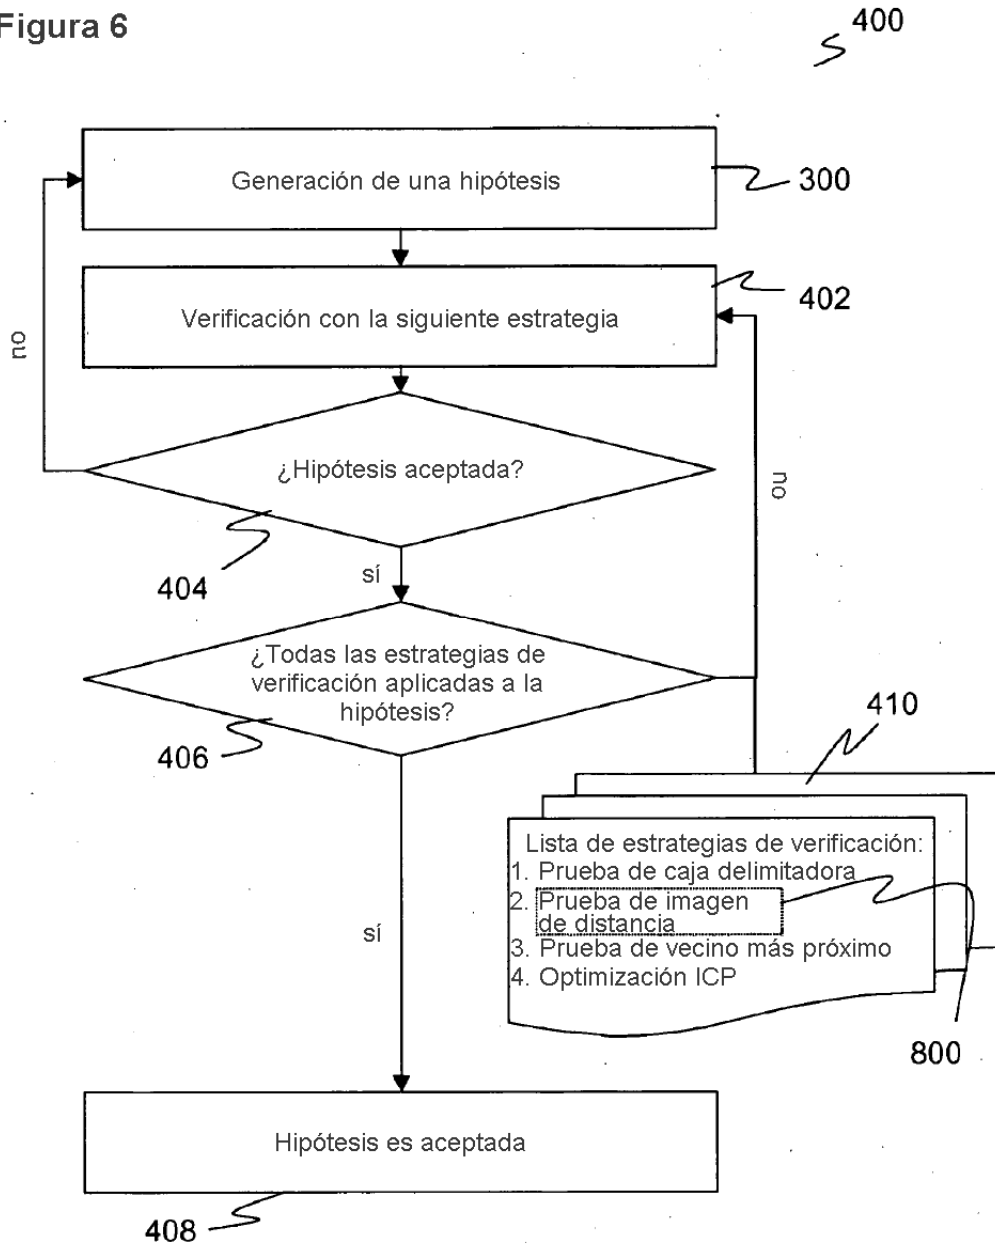 Figura 6
400
Generación de una hipótesis
300
Verificación con la siguiente estrategia
402
no
¿Hipótesis aceptada?
no
404
sí
¿Todas las estrategias de
verificación aplicadas a la
hipótesis?
406
410
Lista de estrategias de verificación:
1. Prueba de caja delimitadora
2. Prueba de imagen
de distancia
3. Prueba de vecino más próximo
4. Optimización ICP
sí
800
Hipótesis es aceptada
408